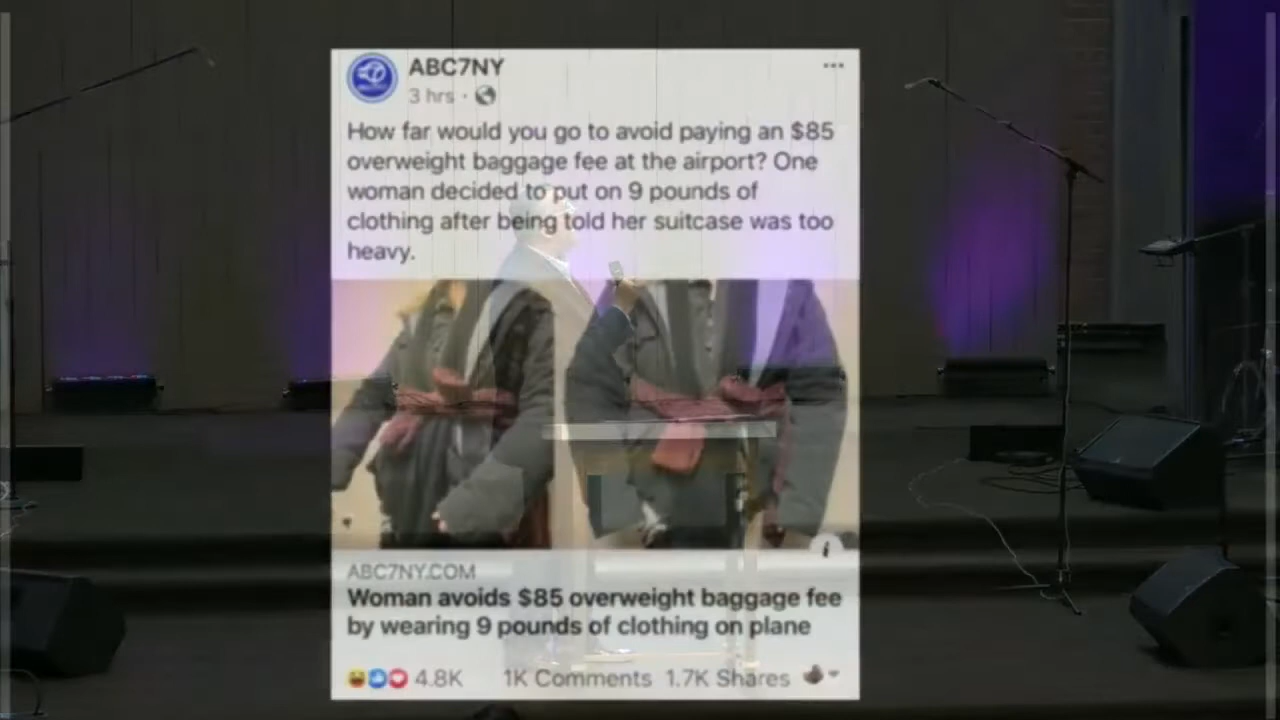 ABC7NY
3 hrs ·
How far would you go to avoid paying an $85
overweight baggage fee at the airport? One
woman decided to put on 9 pounds of
clothing after being told her suitcase was too
heavy.
i
ABC7NY.COM
Woman avoids $85 overweight baggage fee
by wearing 9 pounds of clothing on plane
4.8K 1K Comments 1.7K Shares